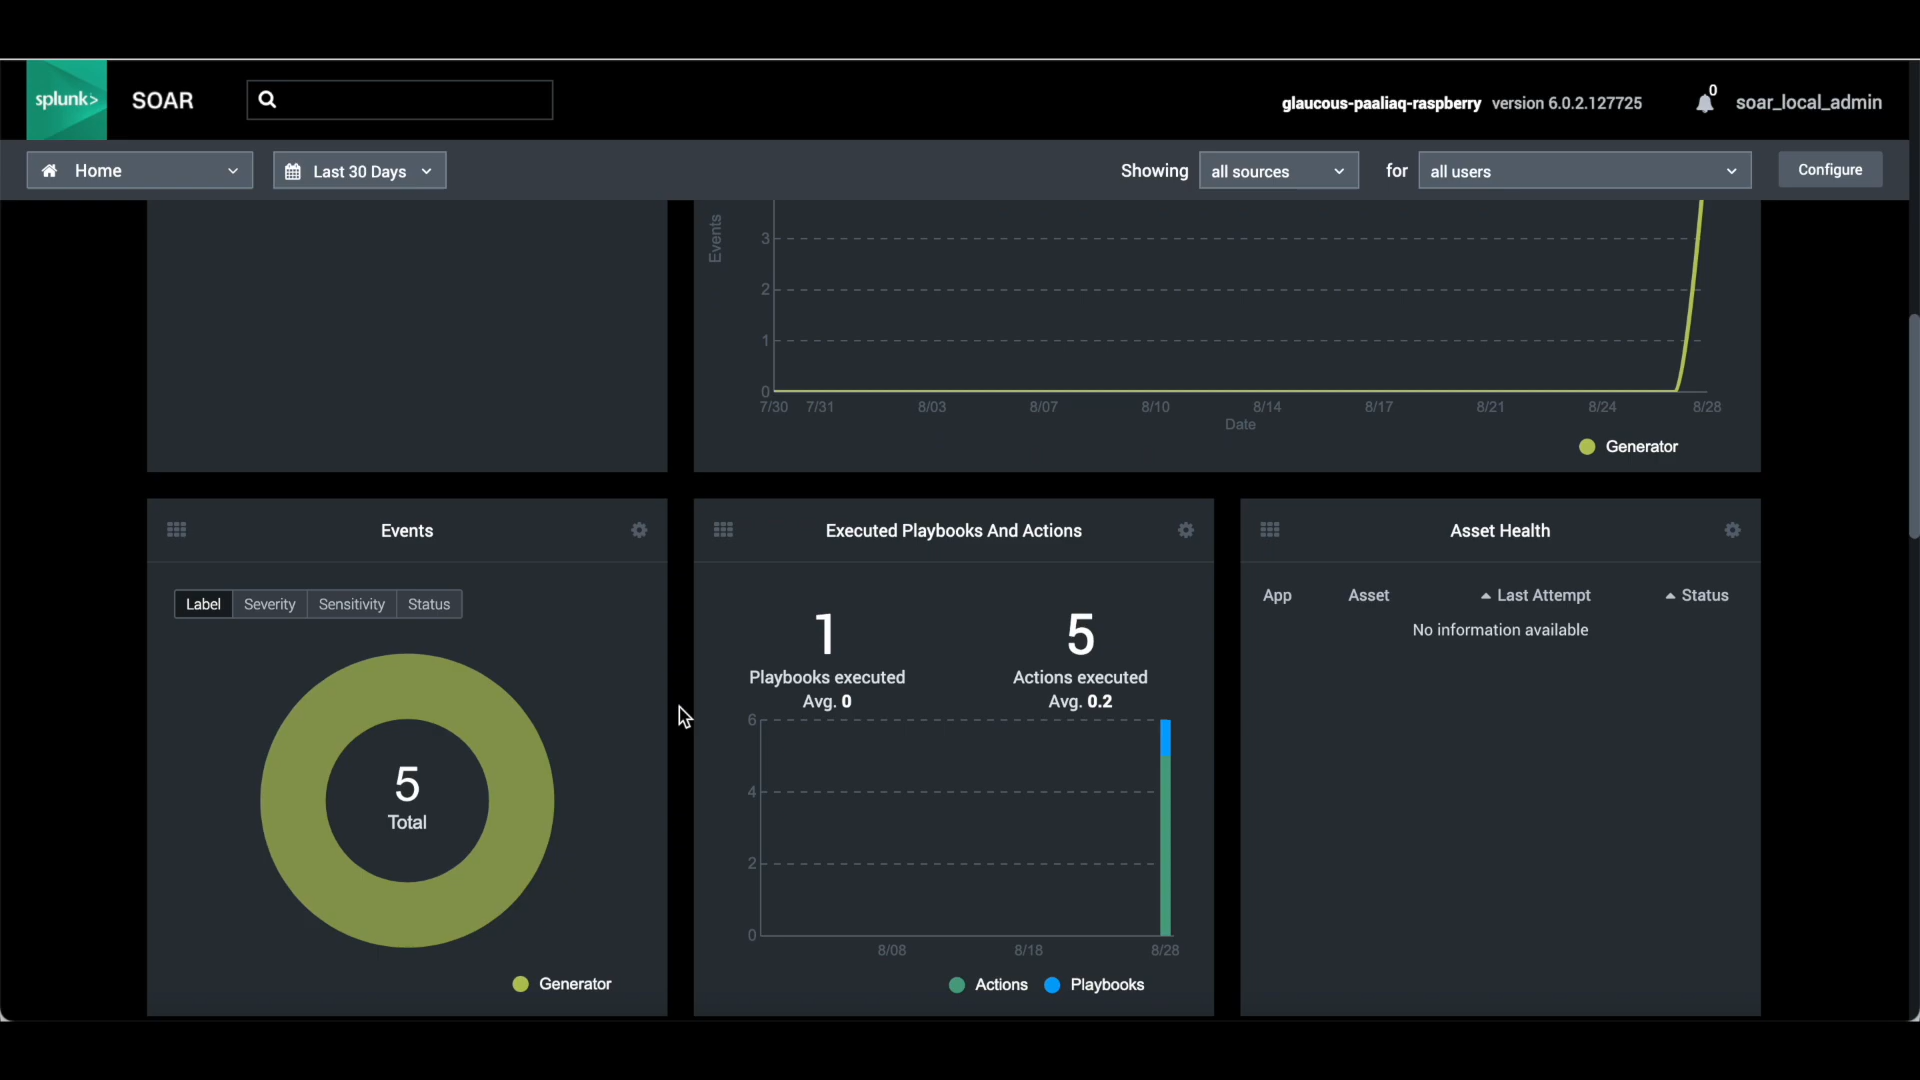 splunk>
SOAR
glaucous-paaliaq-raspberry version 6.0.2.127725
0
soar_local_admin
Home
Last 30 Days
Showing
all sources
for
all users
Configure
Events
3
2
1
0
7/30 7/31 8/03 8/07 8/10 8/14 8/17 8/21 8/24 8/28
Date
Generator
Events
Label Severity Sensitivity Status
5
Total
Generator
Executed Playbooks And Actions
1
Playbooks executed
Avg. 0
5
Actions executed
Avg. 0.2
6
4
2
0
8/08 8/18 8/28
Actions Playbooks
Asset Health
App Asset Last Attempt Status
No information available